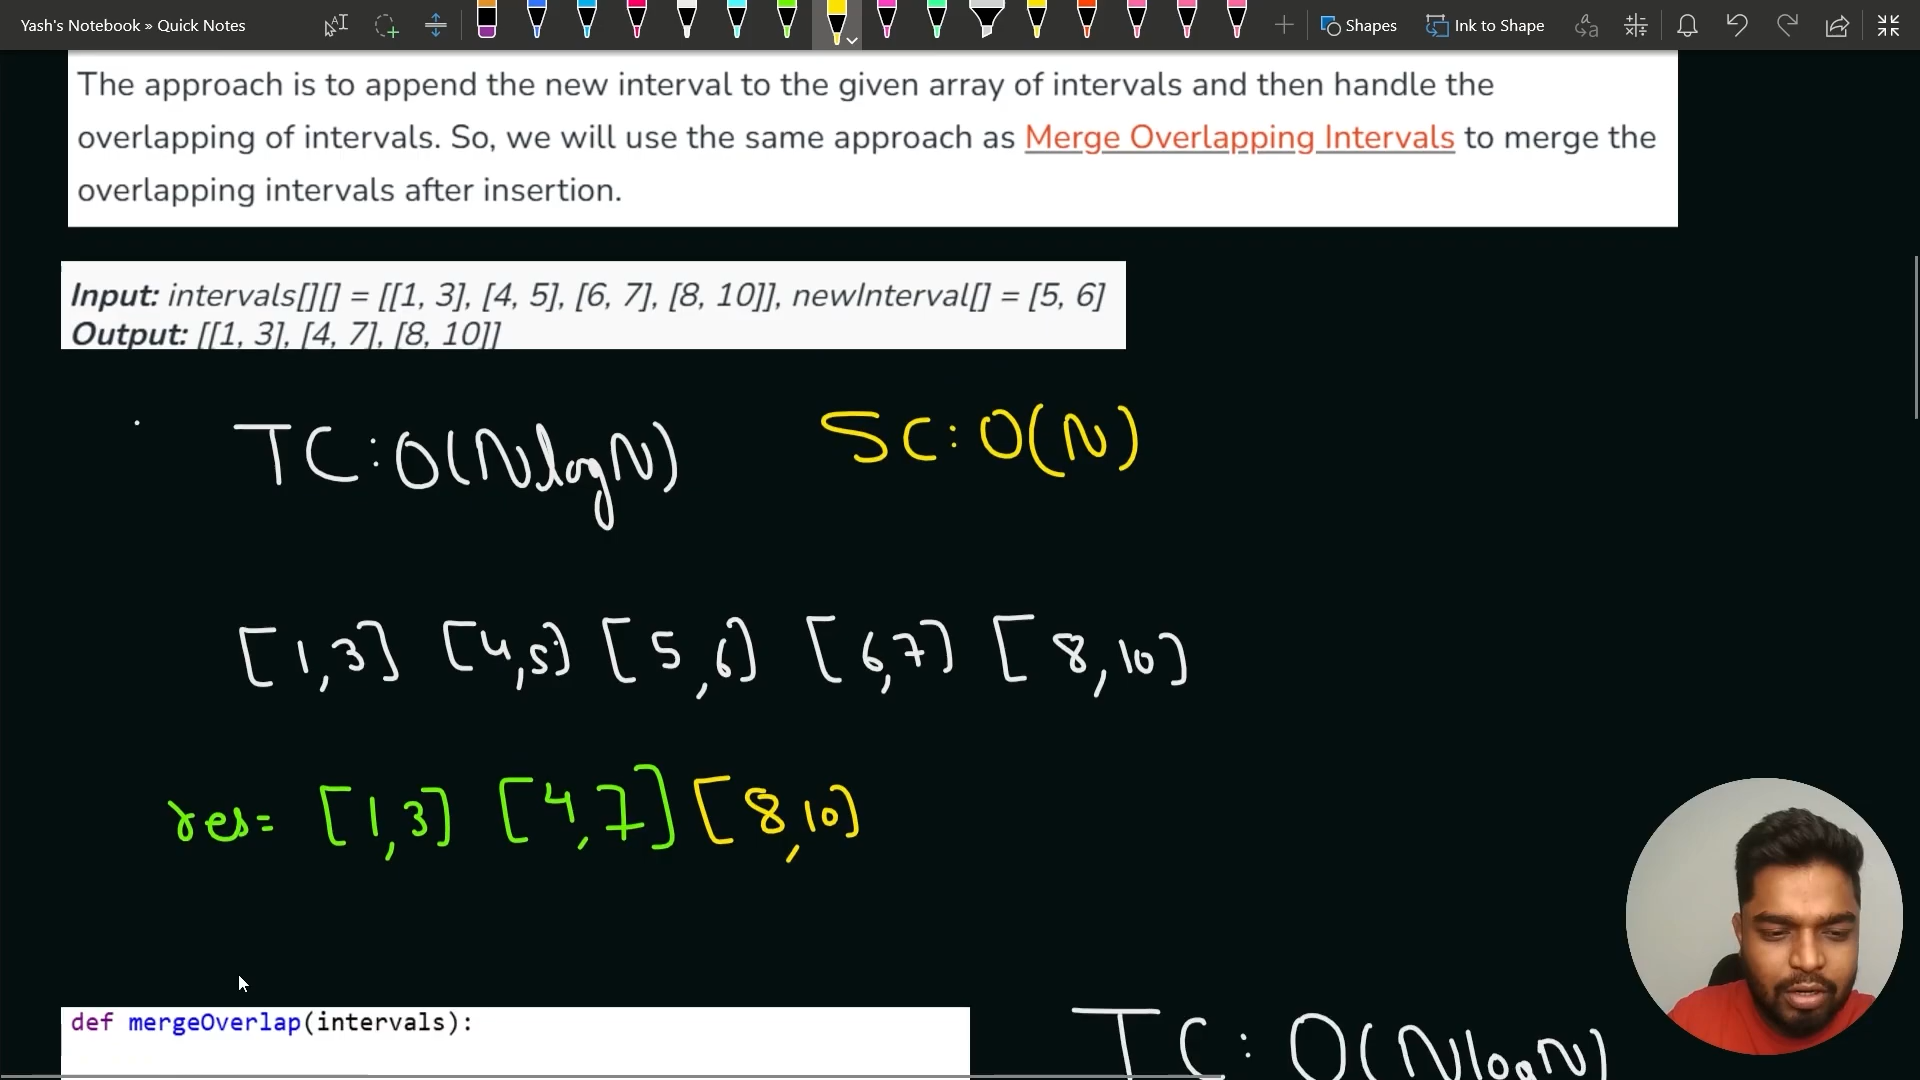 Yash's Notebook » Quick Notes
Shapes
Ink to Shape
The approach is to append the new interval to the given array of intervals and then handle the
overlapping of intervals. So, we will use the same approach as Merge Overlapping Intervals to merge the
overlapping intervals after insertion.
Input: intervals[][] = [[1, 3], [4, 5], [6, 7], [8, 10]], newInterval[] = [5, 6]
Output: [[1, 3], [4, 7], [8, 10]]
TC: O(NlogN) SC: O(N)
[1,3] [4,5] [5,6] [6,7] [8,10]
res= [1,3] [4,7] [8,10]
def mergeOverlap(intervals):
TC: O(NlogN)